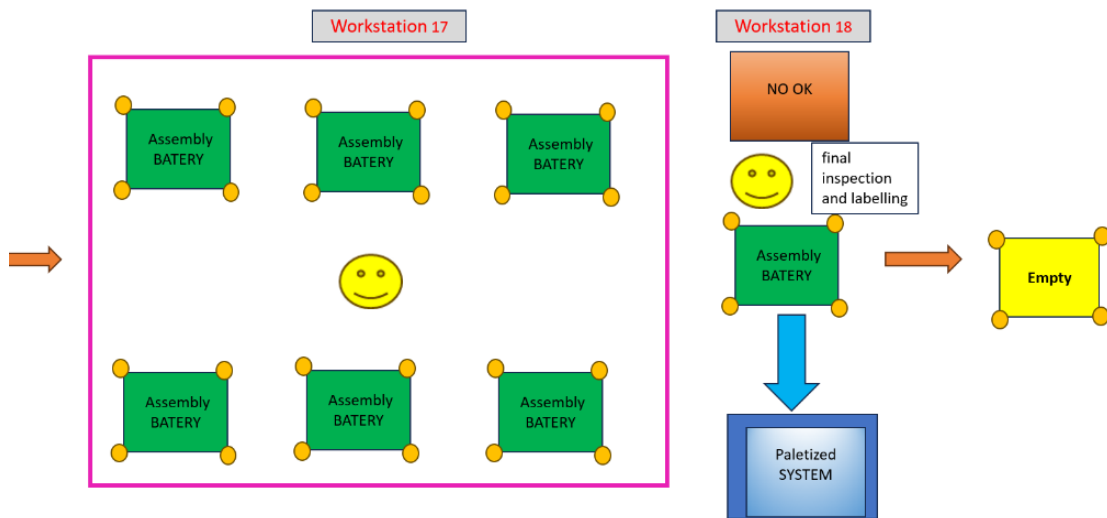 Workstation 17
Workstation 18
NO OK
Assembly
BATERY
Assembly
BATERY
Assembly
BATERY
final
inspection
and labelling
Assembly
BATERY
Empty
Assembly
BATERY
Assembly
BATERY
Assembly
BATERY
Paletized
SYSTEM